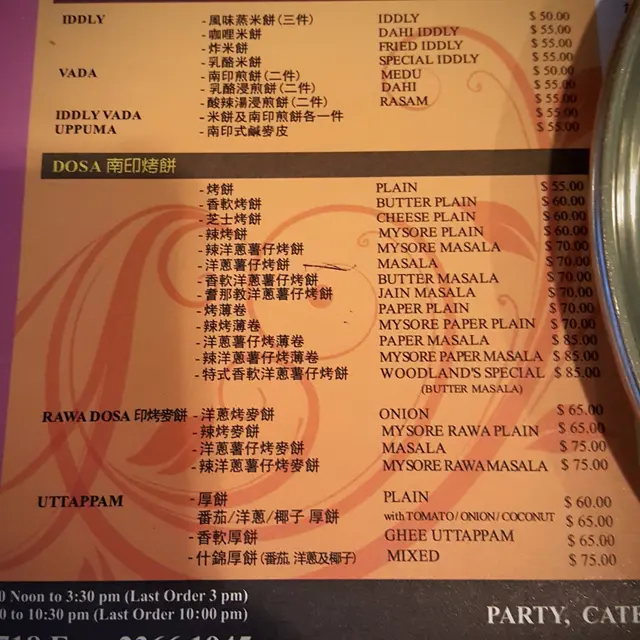 IDDLY - 風味蒸米餅(三件) IDDLY $ 50.00
- 咖哩米餅 DAHI IDDLY $ 55.00
- 炸米餅 FRIED IDDLY $ 55.00
- 乳酪米餅 SPECIAL IDDLY $ 55.00
VADA - 南印煎餅(二件) MEDU $ 50.00
- 乳酪浸煎餅(二件) DAHI $ 55.00
- 酸辣湯浸煎餅(二件) RASAM $ 55.00
IDDLY VADA - 米餅及南印煎餅各一件 $ 55.00
UPPUMA - 南印式鹹麥皮 $ 55.00
DOSA 南印烤餅
- 烤餅 PLAIN $ 55.00
- 香軟烤餅 BUTTER PLAIN $ 60.00
- 芝士烤餅 CHEESE PLAIN $ 60.00
- 辣烤餅 MYSORE PLAIN $ 60.00
- 辣洋蔥薯仔烤餅 MYSORE MASALA $ 70.00
- 洋蔥薯仔烤餅 MASALA $ 70.00
- 香軟洋蔥薯仔烤餅 BUTTER MASALA $ 70.00
- 耆那教洋蔥薯仔烤餅 JAIN MASALA $ 70.00
- 烤薄卷 PAPER PLAIN $ 70.00
- 辣烤薄卷 MYSORE PAPER PLAIN $ 70.00
- 洋蔥薯仔烤薄卷 PAPER MASALA $ 85.00
- 辣洋蔥薯仔烤薄卷 MYSORE PAPER MASALA $ 85.00
- 特式香軟洋蔥薯仔烤餅 WOODLAND'S SPECIAL $ 85.00
(BUTTER MASALA)
RAWA DOSA 印烤麥餅 - 洋蔥烤麥餅 ONION $ 65.00
- 辣烤麥餅 MYSORE RAWA PLAIN $ 65.00
- 洋蔥薯仔烤麥餅 MASALA $ 75.00
- 辣洋蔥薯仔烤麥餅 MYSORE RAWA MASALA $ 75.00
UTTAPPAM - 厚餅 PLAIN $ 60.00
番茄/洋蔥/椰子 厚餅 with TOMATO / ONION / COCONUT $ 65.00
- 香軟厚餅 GHEE UTTAPPAM $ 65.00
- 什錦厚餅(番茄, 洋蔥及椰子) MIXED $ 75.00
0 Noon to 3:30 pm (Last Order 3 pm)
0 to 10:30 pm (Last Order 10:00 pm)
PARTY, CATE